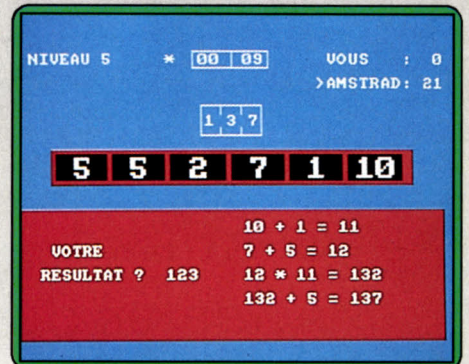 NIVEAU 5 * 00 09 VOUS : 0
>AMSTRAD: 21
1 3 7
5 5 2 7 1 10
10 + 1 = 11
VOTRE 7 + 5 = 12
RESULTAT ? 123 12 * 11 = 132
132 + 5 = 137